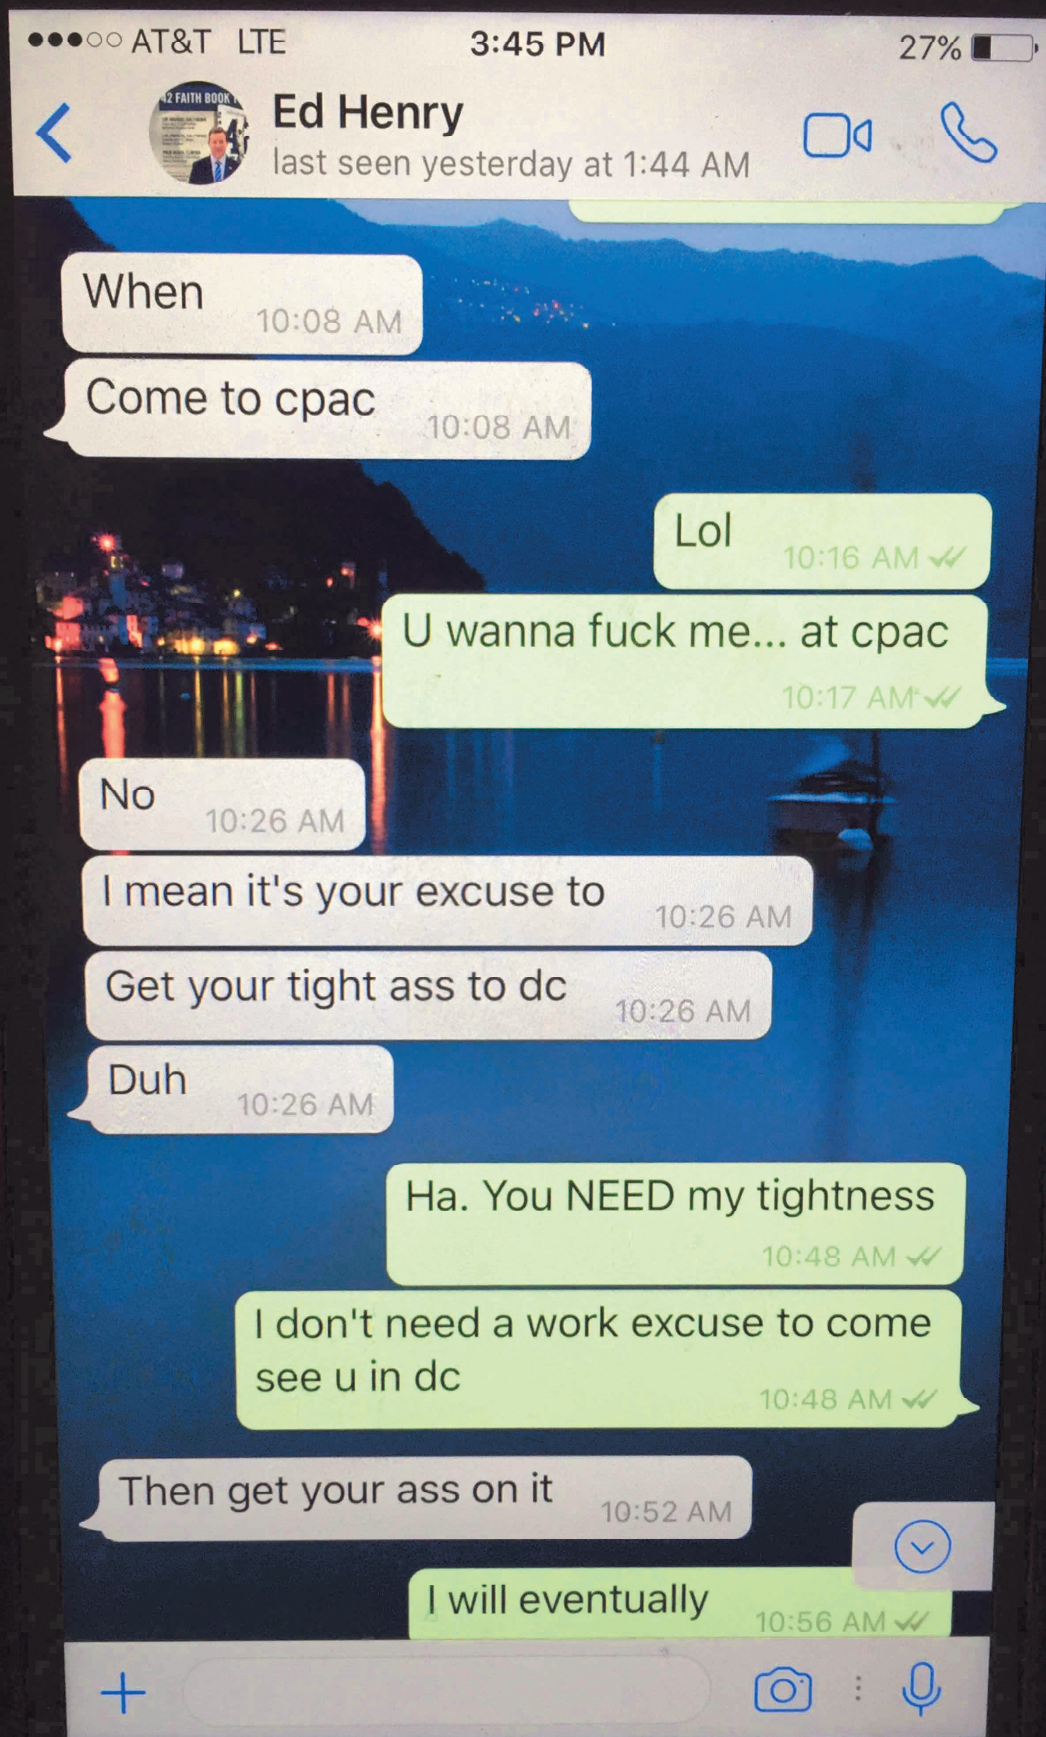 AT&T LTE
3:45 PM
27%
42 FAITH BOOK
Ed Henry
last seen yesterday at 1:44 AM
When
10:08 AM
Come to cpac
10:08 AM
Lol
10:16 AM
U wanna fuck me... at cpac
10:17 AM
No
10:26 AM
I mean it's your excuse to
10:26 AM
Get your tight ass to dc
10:26 AM
Duh
10:26 AM
Ha. You NEED my tightness
10:48 AM
I don't need a work excuse to come
see u in dc
10:48 AM
Then get your ass on it
10:52 AM
I will eventually
10:56 AM